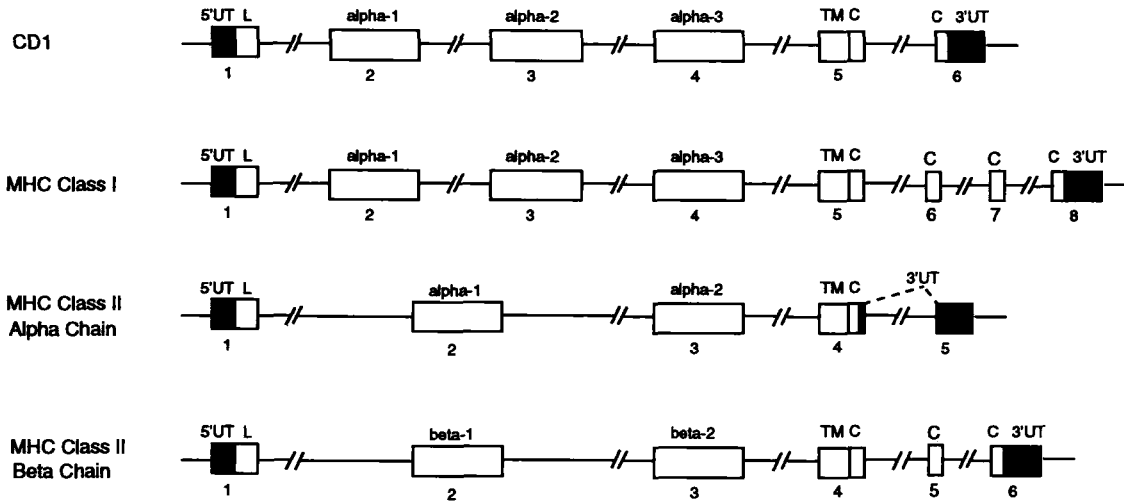 5'UT L alpha-1 alpha-2 alpha-3 TM C C 3'UT
CD1
1 2 3 4 5 6
5'UT L alpha-1 alpha-2 alpha-3 TM C C C C 3'UT
MHC Class I
1 2 3 4 5 6 7 8
5'UT L alpha-1 alpha-2 TM C 3'UT
MHC Class II
Alpha Chain
1 2 3 4 5
5'UT L beta-1 beta-2 TM C C C 3'UT
MHC Class II
Beta Chain
1 2 3 4 5 6